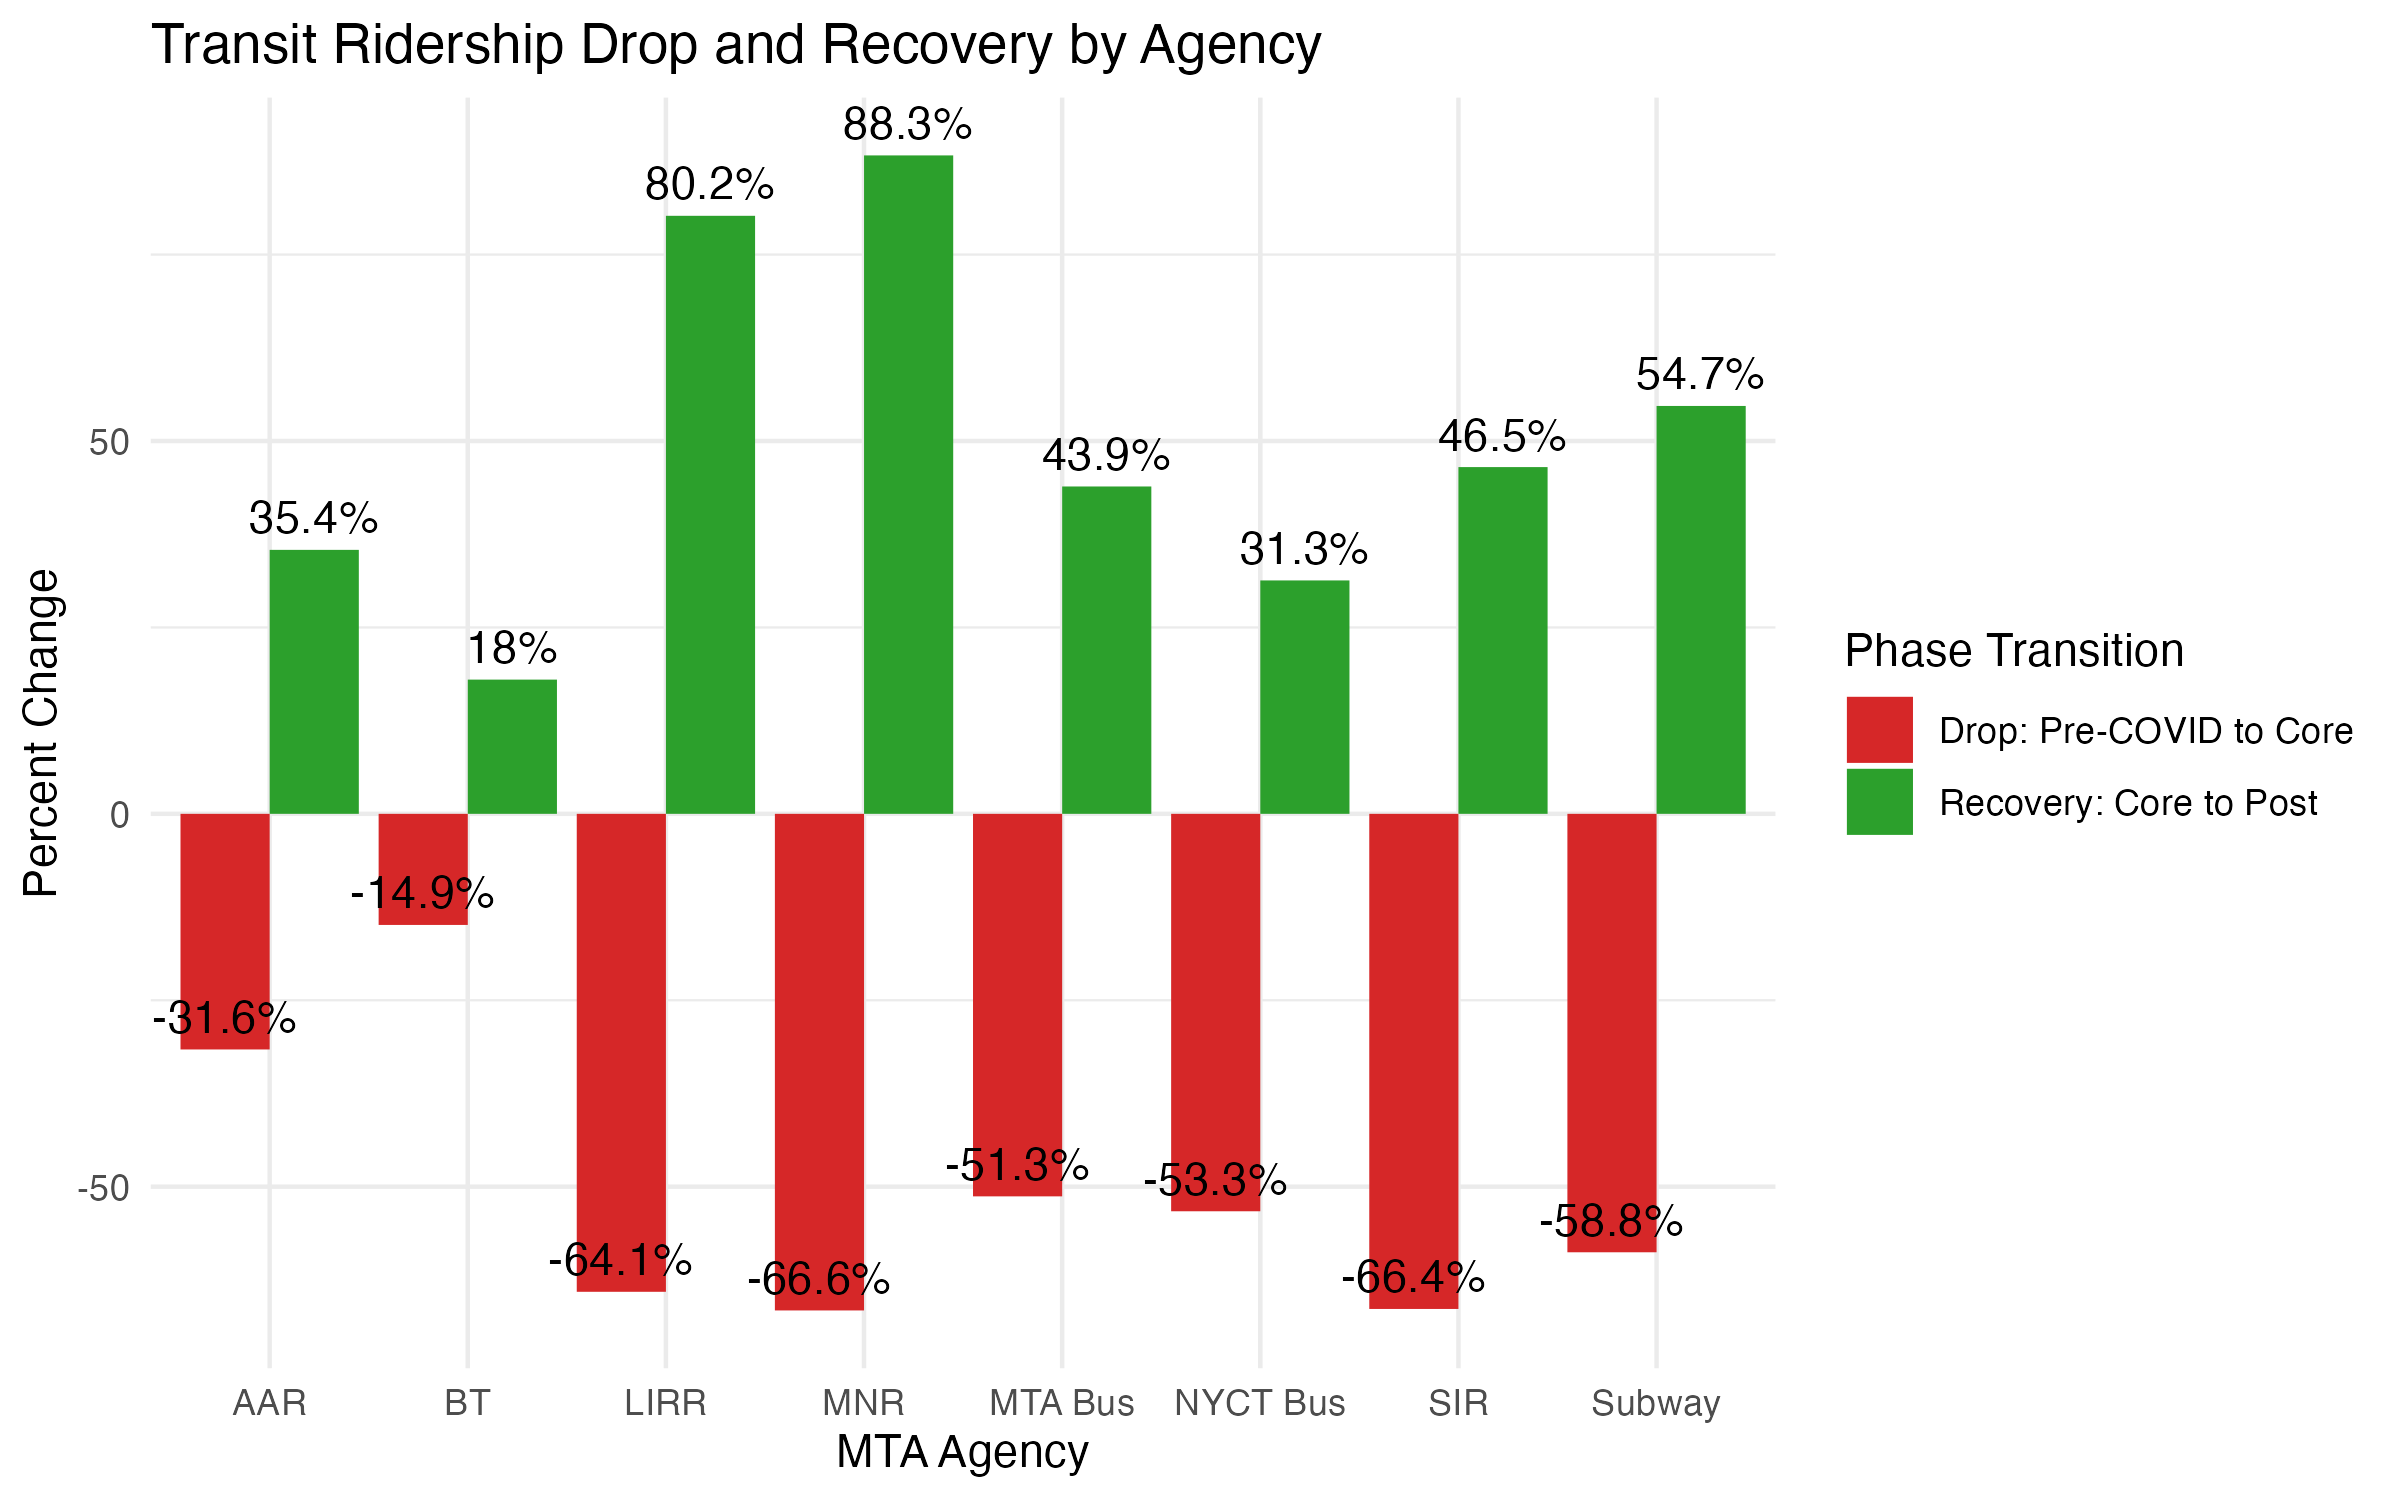 Transit Ridership Drop and Recovery by Agency
88.3%
80.2%
54.7%
50
46.5%
43.9%
35.4%
31.3%
18%
Percent Change
0
-14.9%
-31.6%
-51.3%
-53.3%
-50
-58.8%
-64.1%
-66.6%
-66.4%
AAR BT LIRR MNR MTA Bus NYCT Bus SIR Subway
MTA Agency
Phase Transition
Drop: Pre-COVID to Core
Recovery: Core to Post